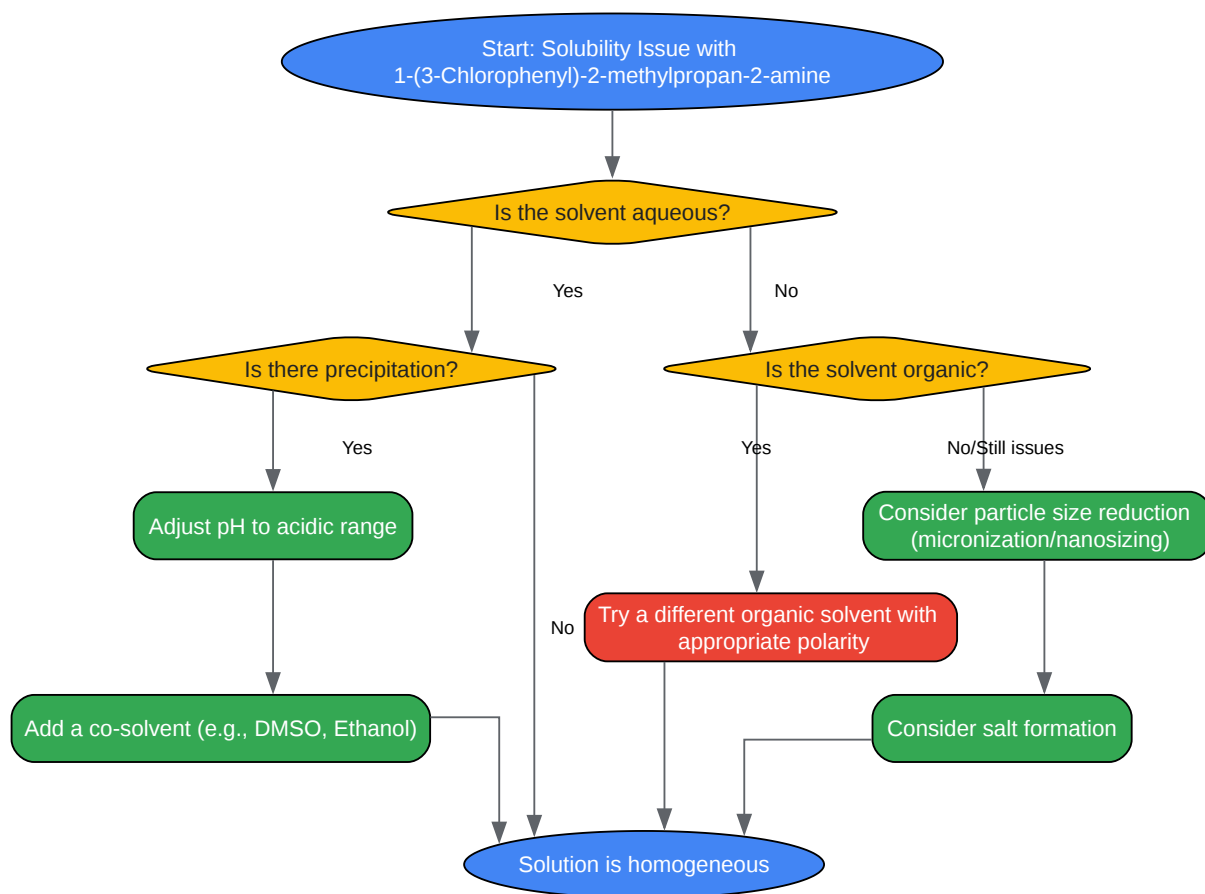 Start: Solubility Issue with
1-(3-Chlorophenyl)-2-methylpropan-2-amine
Is the solvent aqueous?
Yes
No
Is there precipitation?
Is the solvent organic?
Yes
Yes
No/Still issues
Adjust pH to acidic range
Consider particle size reduction
(micronization/nanosizing)
Try a different organic solvent with
appropriate polarity
No
Add a co-solvent (e.g., DMSO, Ethanol)
Consider salt formation
Solution is homogeneous